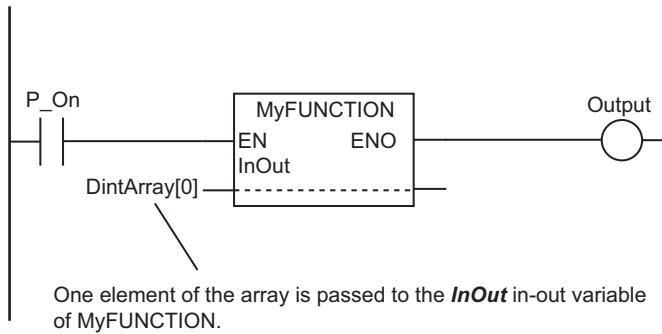 P_On
MyFUNCTION
Output
EN ENO
InOut
DintArray[0]
One element of the array is passed to the InOut in-out variable
of MyFUNCTION.